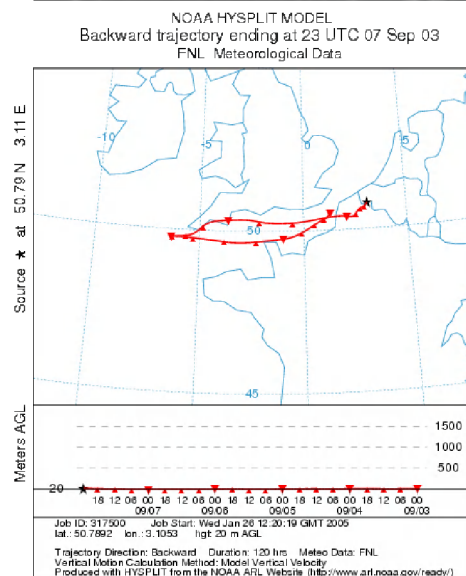 NOAA HYSPLIT MODEL
Backward trajectory ending at 23 UTC 07 Sep 03
FNL Meteorological Data
Source ★ at 50.79 N 3.11 E
-10
-5
0
5
50
45
Meters AGL
1500
1000
500
20
18 12 06 00 18 12 06 00 18 12 06 00 18 12 06 00 18 12 06 00
09/07 09/06 09/05 09/04 09/03
Job ID: 317500 Job Start: Wed Jan 26 12:20:19 GMT 2005
lat.: 50.7892 lon.: 3.1053 hgt: 20 m AGL
Trajectory Direction: Backward Duration: 120 hrs Meteo Data: FNL
Vertical Motion Calculation Method: Model Vertical Velocity
Produced with HYSPLIT from the NOAA ARL Website (http://www.arl.noaa.gov/ready/)